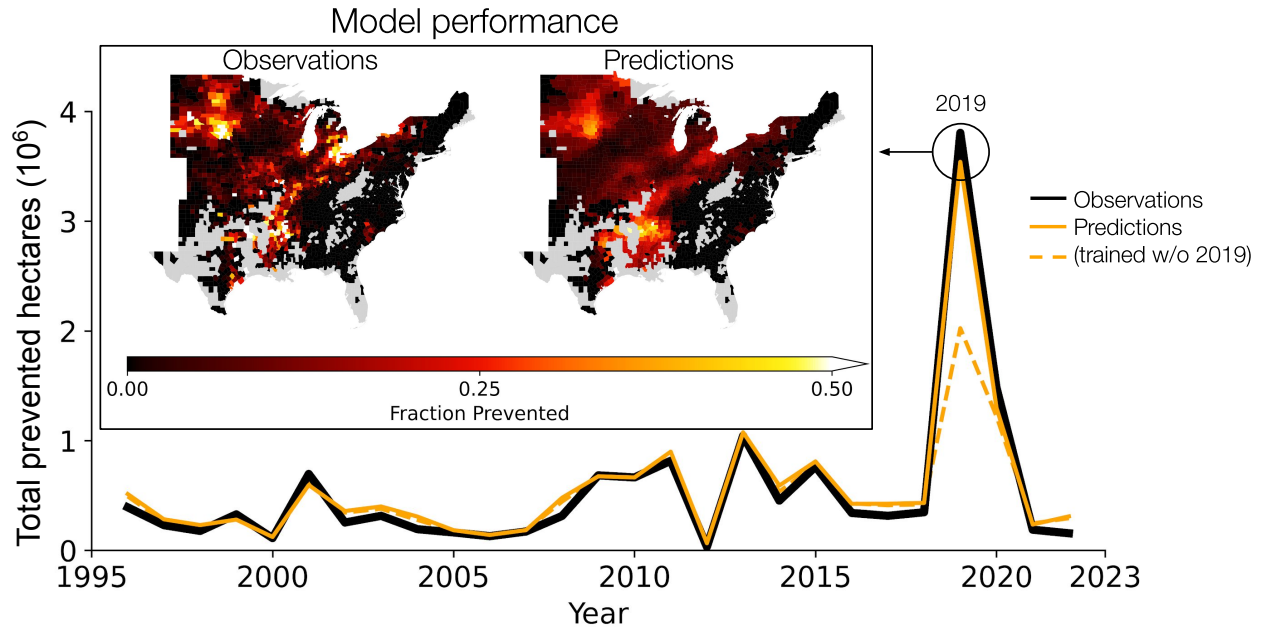 Model performance
Observations
Predictions
0.00
0.25
0.50
Fraction Prevented
2019
Observations
Predictions
(trained w/o 2019)
Total prevented hectares (10⁶)
4
3
2
1
0
1995
2000
2005
2010
2015
2020
2023
Year